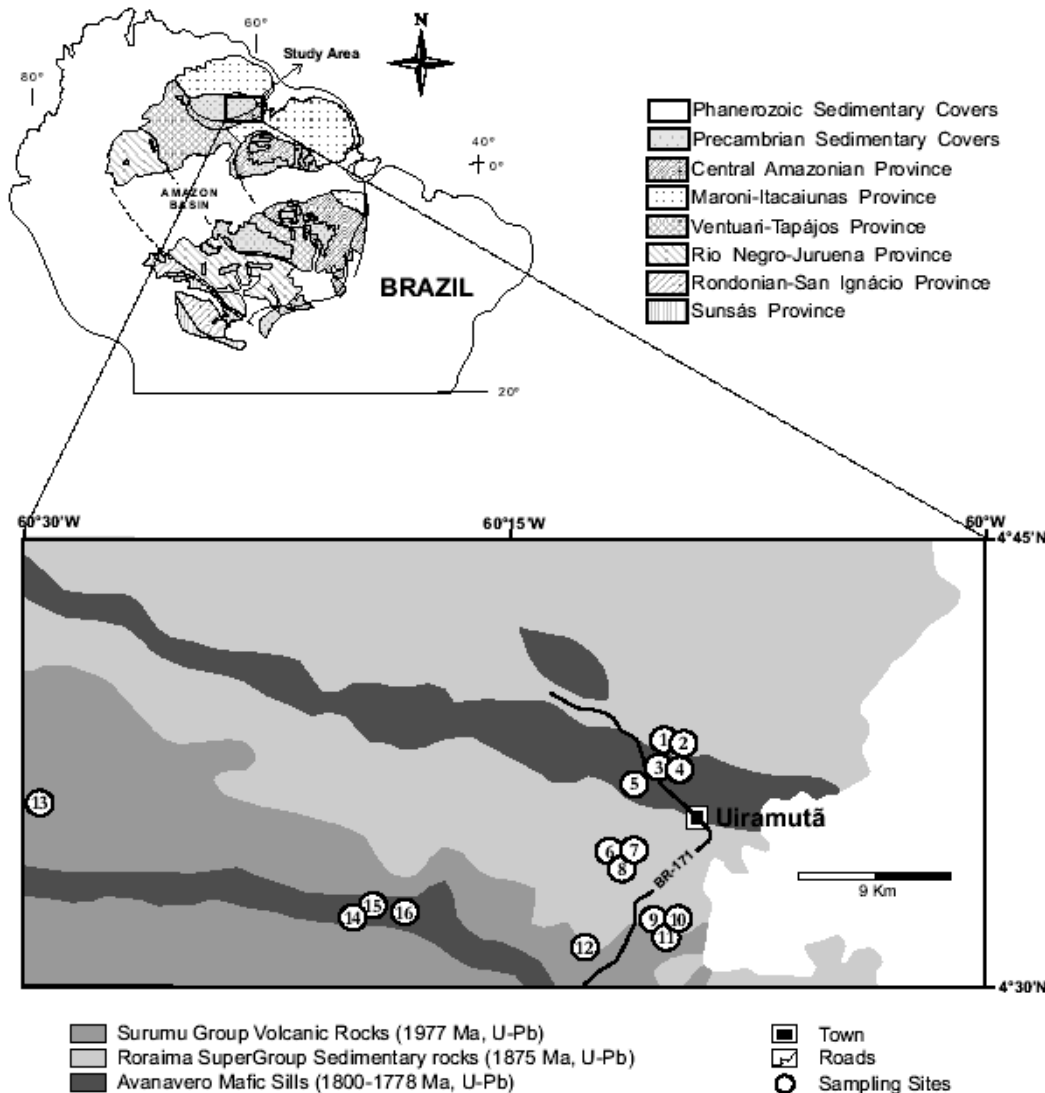 N
60°
Study Area
80°
40°
0°
AMAZON
BASIN
BRAZIL
20°
Phanerozoic Sedimentary Covers
Precambrian Sedimentary Covers
Central Amazonian Province
Maroni-Itacaiunas Province
Ventuari-Tapájos Province
Rio Negro-Juruena Province
Rondonian-San Ignácio Province
Sunsás Province
60°30'W
60°15'W
60°W
4°45'N
1
2
3
4
5
13
Uiramutã
6
7
8
BR-171
9 Km
15
14
16
9
10
11
12
4°30'N
Surumu Group Volcanic Rocks (1977 Ma, U-Pb)
Roraima SuperGroup Sedimentary rocks (1875 Ma, U-Pb)
Avanavero Mafic Sills (1800-1778 Ma, U-Pb)
Town
Roads
Sampling Sites